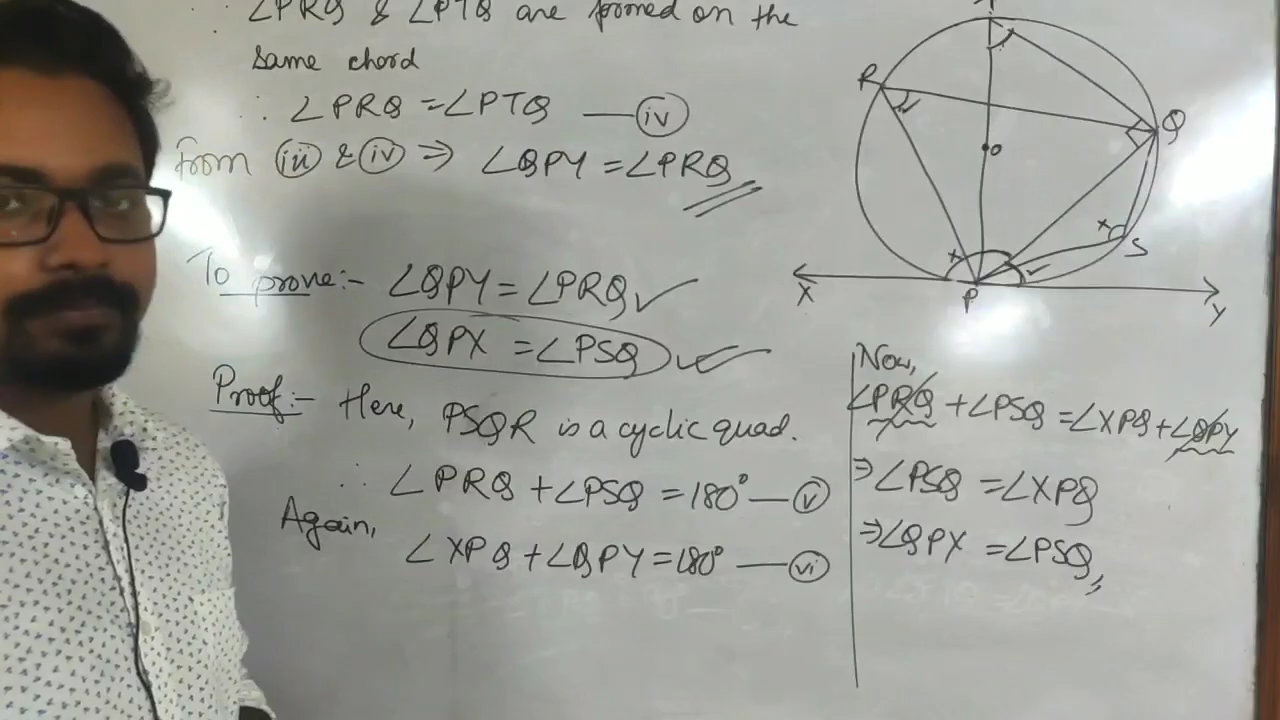 ∴ ∠PRQ & ∠PTQ are formed on the
same chord
∴ ∠PRQ = ∠PTQ — (iv)
from (iii) & (iv) ⇒ ∠QPY = ∠PRQ
To prove:- ∠QPY = ∠PRQ ✓
∠QPX = ∠PSQ ✓
Proof:- Here, PSQR is a cyclic quad.
∴ ∠PRQ + ∠PSQ = 180° — (v)
Again,
∠XPQ + ∠QPY = 180° — (vi)
Now,
∠PRQ + ∠PSQ = ∠XPQ + ∠QPY
⇒ ∠PSQ = ∠XPQ
⇒ ∠QPX = ∠PSQ
R
Q
O
x
S
x
X
P
Y